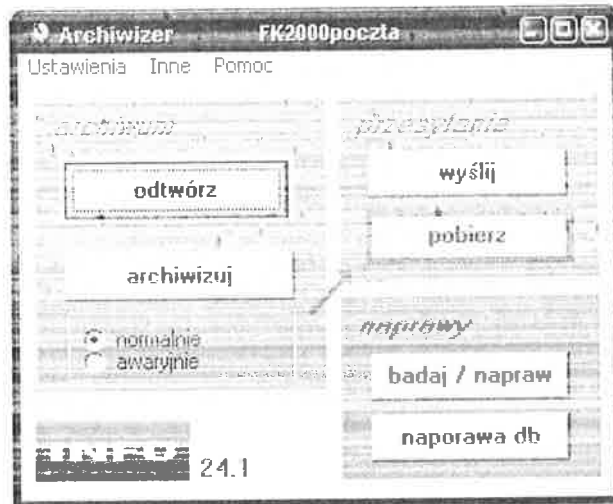 Archiwizer FK2000poczta
Ustawienia Inne Pomoc
archiwum
odtwórz
archiwizuj
normalnie
awaryjnie
przesyłanie
wyślij
pobierz
naprawy
badaj / napraw
naporawa db
24.1